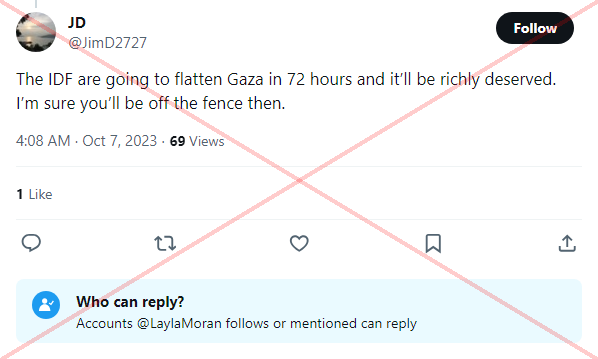 JD
@JimD2727
Follow
The IDF are going to flatten Gaza in 72 hours and it’ll be richly deserved.
I’m sure you’ll be off the fence then.
4:08 AM · Oct 7, 2023 · 69 Views
1 Like
Who can reply?
Accounts @LaylaMoran follows or mentioned can reply